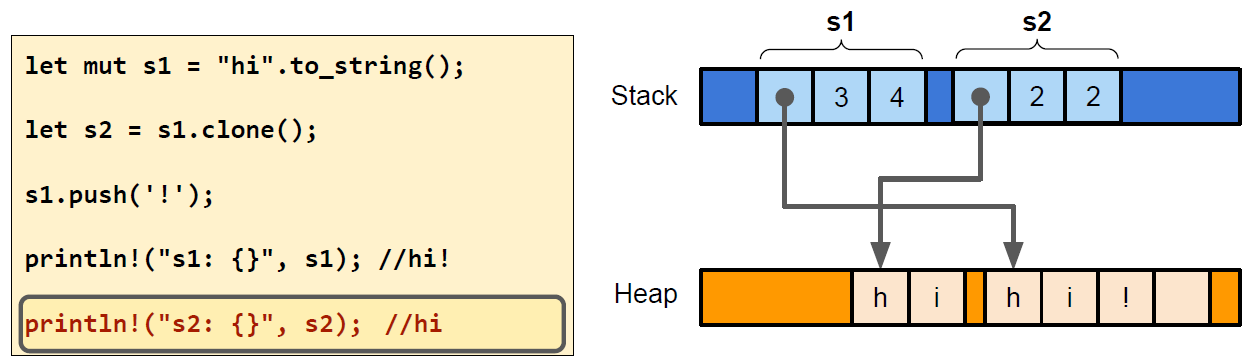 let mut s1 = "hi".to_string();
let s2 = s1.clone();
s1.push('!');
println!("s1: {}", s1); //hi!
println!("s2: {}", s2); //hi
s1 s2
Stack 3 4 2 2
Heap h i h i !